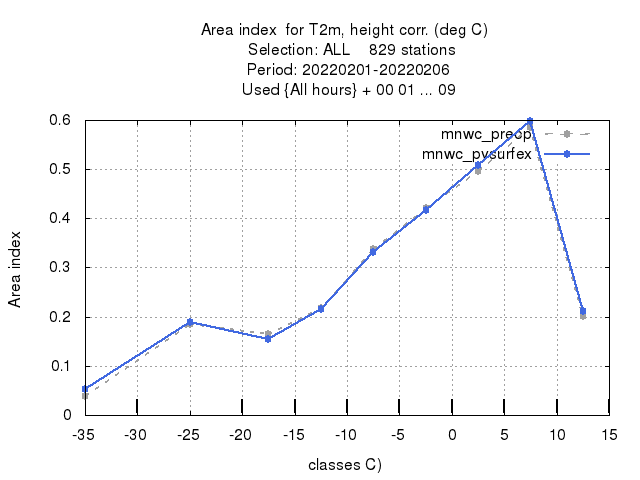 Area index  for T2m, height corr. (deg C)
Selection: ALL    829 stations
Period: 20220201-20220206
Used {All hours} + 00 01 ... 09
0.6
0.5
0.4
0.3
0.2
0.1
0
Area index
mnwc_preop
mnwc_pysurfex
-35 -30 -25 -20 -15 -10 -5 0 5 10 15
classes C)